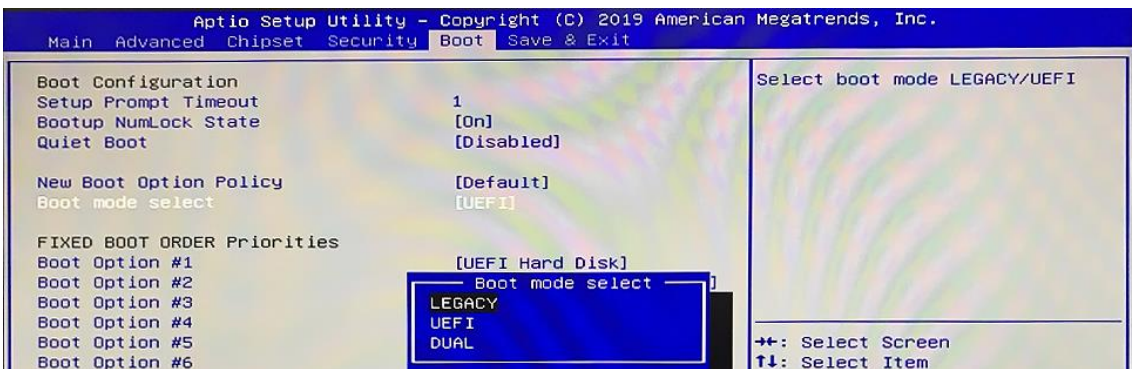 Aptio Setup Utility – Copyright (C) 2019 American Megatrends, Inc.
Main Advanced Chipset Security Boot Save & Exit
Boot Configuration
Setup Prompt Timeout 1
Bootup NumLock State [On]
Quiet Boot [Disabled]
New Boot Option Policy [Default]
Boot mode select [UEFI]
FIXED BOOT ORDER Priorities
Boot Option #1 [UEFI Hard Disk]
Boot Option #2 ]
Boot Option #3
Boot Option #4
Boot Option #5
Boot Option #6
Boot mode select
LEGACY
UEFI
DUAL
Select boot mode LEGACY/UEFI
→←: Select Screen
↑↓: Select Item